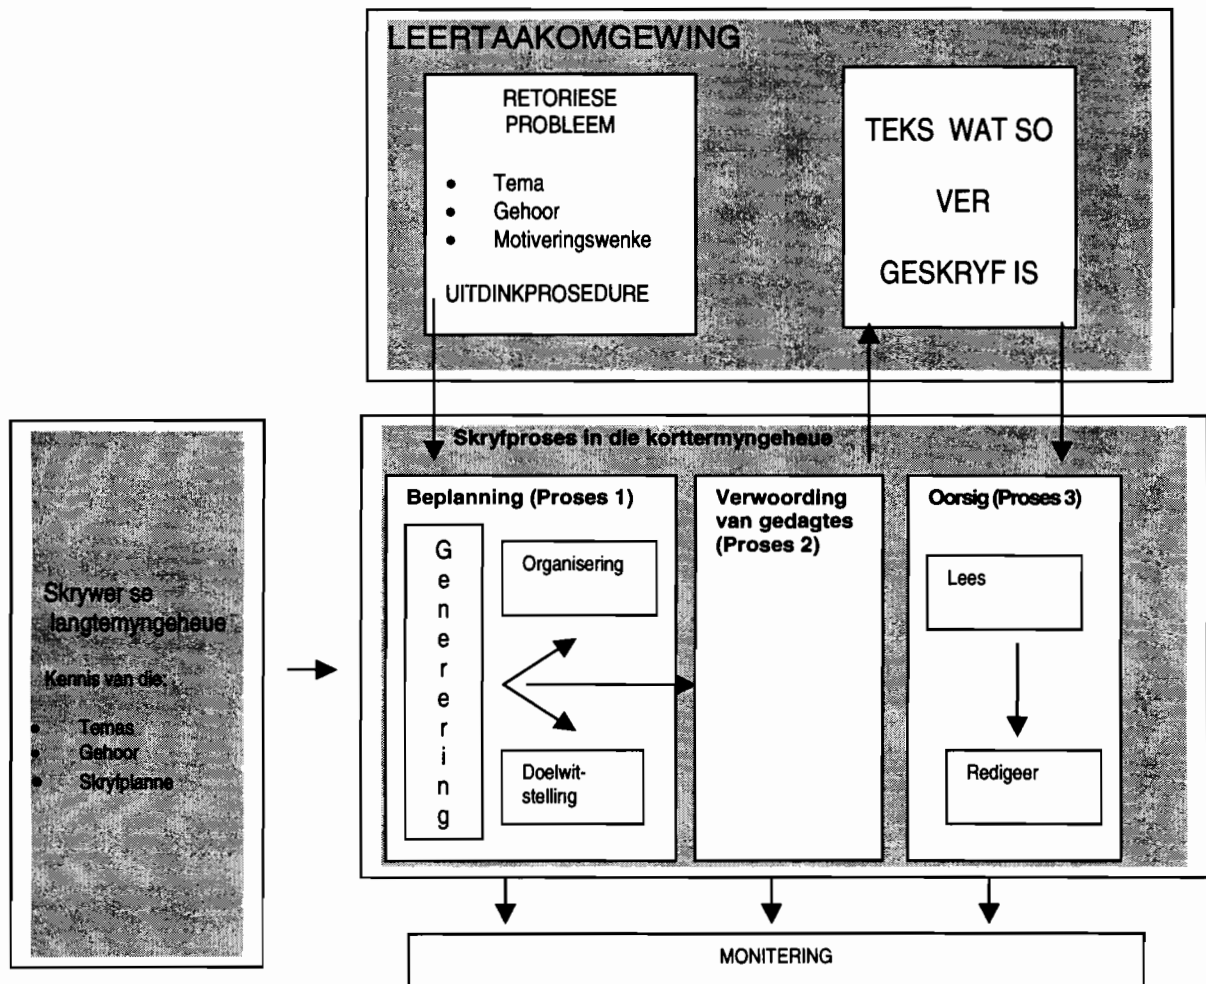 LEERTAAKOMGEWING
RETORIESE
PROBLEEM
• Tema
• Gehoor
• Motiveringswenke
UITDINKPROSEDURE
TEKS WAT SO
VER
GESKRYF IS
Skryfproses in die korttermyngeheue
Beplanning (Proses 1)
Generering
Organisering
Doelwit-
stelling
Verwoording
van gedagtes
(Proses 2)
Oorsig (Proses 3)
Lees
Redigeer
Skrywer se
langtemyngeheue
Kennis van die:
• Temas
• Gehoor
• Skryfplanne
MONITERING